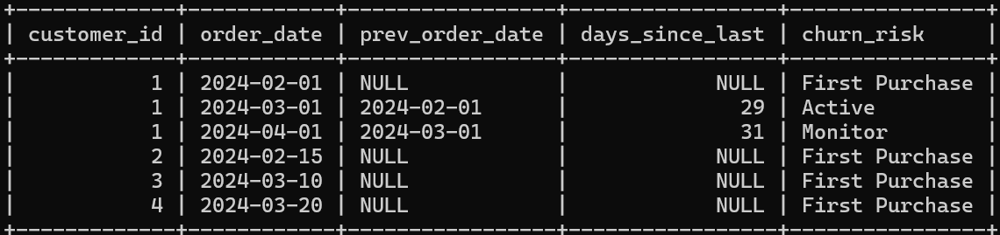 +-------------+------------+-----------------+-----------------+----------------+
| customer_id | order_date | prev_order_date | days_since_last | churn_risk     |
+-------------+------------+-----------------+-----------------+----------------+
|           1 | 2024-02-01 | NULL            |            NULL | First Purchase |
|           1 | 2024-03-01 | 2024-02-01      |              29 | Active         |
|           1 | 2024-04-01 | 2024-03-01      |              31 | Monitor        |
|           2 | 2024-02-15 | NULL            |            NULL | First Purchase |
|           3 | 2024-03-10 | NULL            |            NULL | First Purchase |
|           4 | 2024-03-20 | NULL            |            NULL | First Purchase |
+-------------+------------+-----------------+-----------------+----------------+